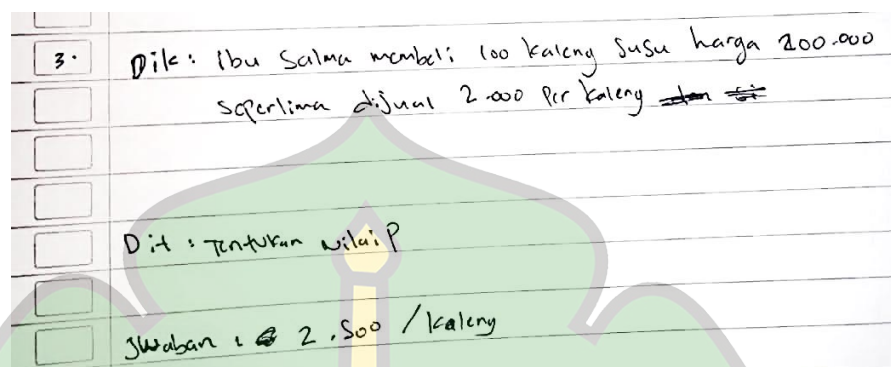 3. Dik : Ibu Salma membeli 100 kaleng susu harga 200.000
seperlima dijual 2.000 per kaleng
Dit : Tentukan nilai P
Jwaban : 2.500 / kaleng